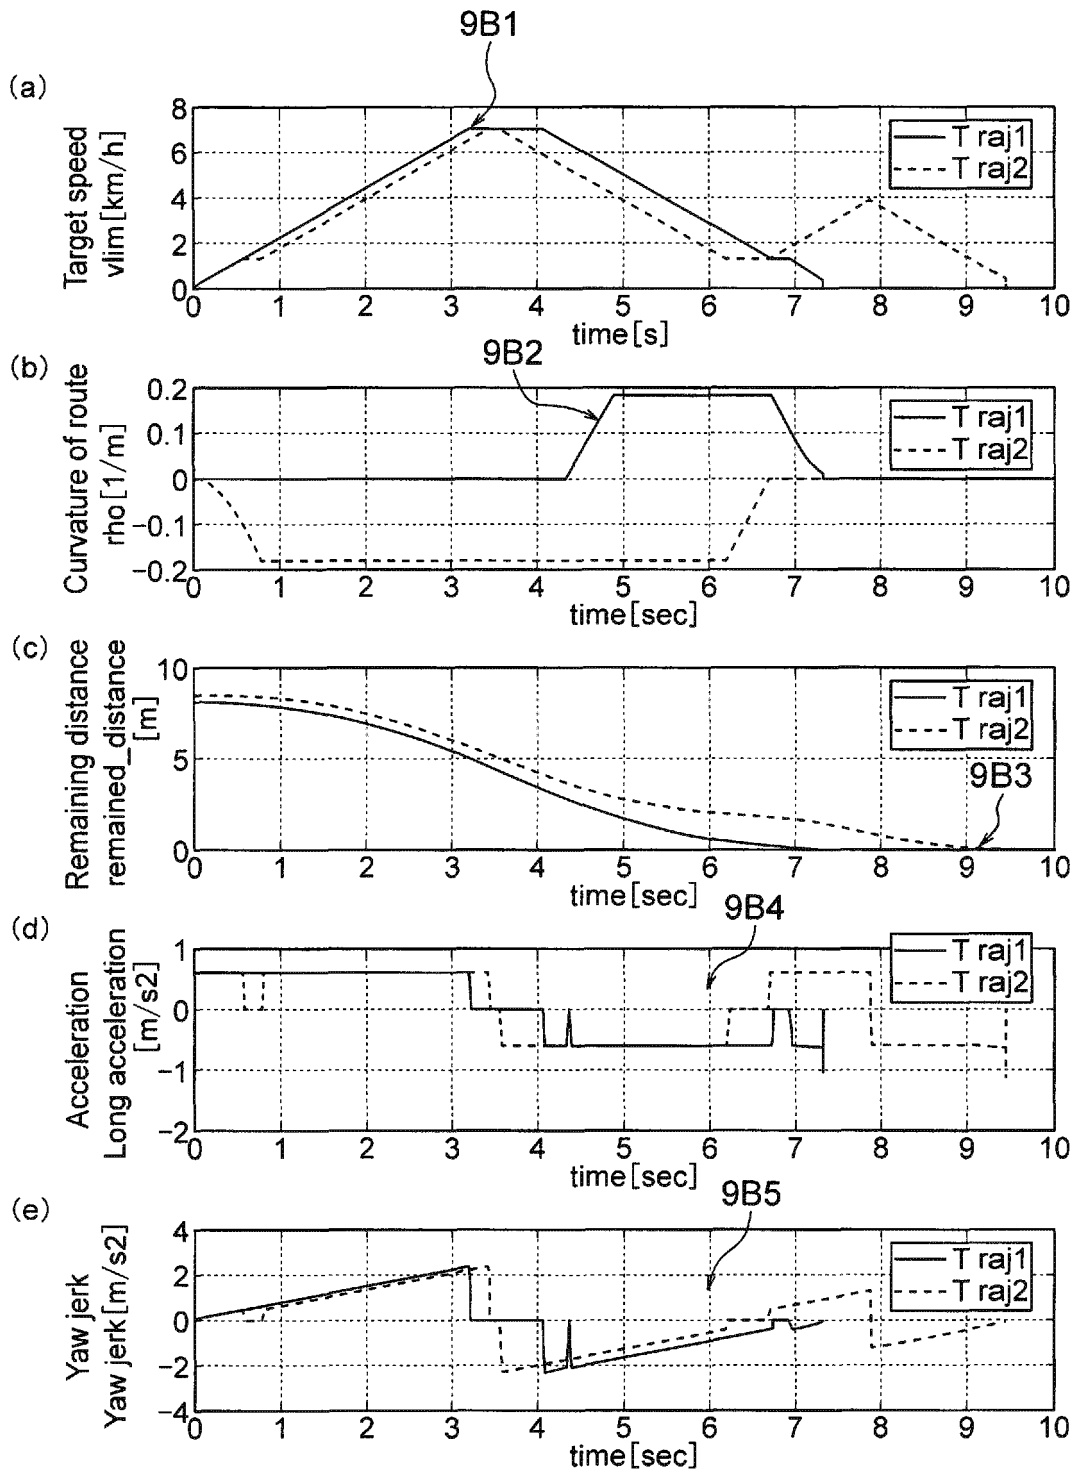 9B1
(a)
Target speed
vlim[km/h]
8
6
4
2
0
T raj1
T raj2
0 1 2 3 4 5 6 7 8 9 10
time[s]
9B2
(b)
Curvature of route
rho[1/m]
0.2
0.1
0
-0.1
-0.2
T raj1
T raj2
0 1 2 3 4 5 6 7 8 9 10
time[sec]
(c)
Remaining distance
remained_distance
[m]
10
5
0
T raj1
T raj2
9B3
0 1 2 3 4 5 6 7 8 9 10
time[sec]
9B4
(d)
Acceleration
Long acceleration
[m/s2]
1
0
-1
-2
T raj1
T raj2
0 1 2 3 4 5 6 7 8 9 10
time[sec]
9B5
(e)
Yaw jerk
Yaw jerk[m/s2]
4
2
0
-2
-4
T raj1
T raj2
0 1 2 3 4 5 6 7 8 9 10
time[sec]